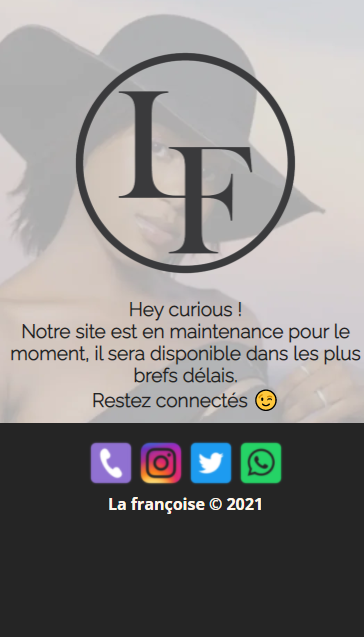 LF
Hey curious !
Notre site est en maintenance pour le
moment, il sera disponible dans les plus
brefs délais.
Restez connectés 😉
La françoise © 2021